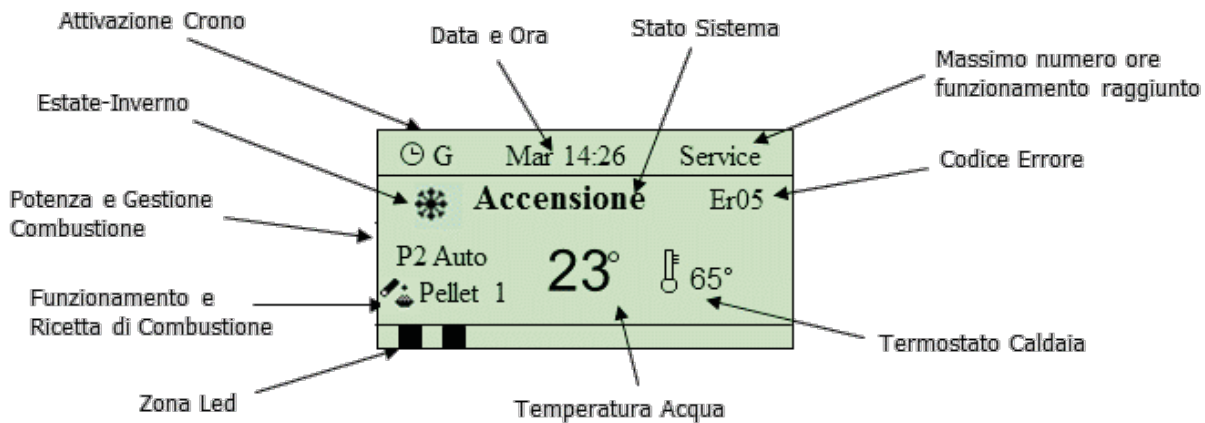 Attivazione Crono
Data e Ora
Stato Sistema
Massimo numero ore
funzionamento raggiunto
Estate-Inverno
Codice Errore
Potenza e Gestione
Combustione
Funzionamento e
Ricetta di Combustione
Zona Led
Temperatura Acqua
Termostato Caldaia
G Mar 14:26 Service
Accensione Er05
P2 Auto
23° 65°
Pellet 1